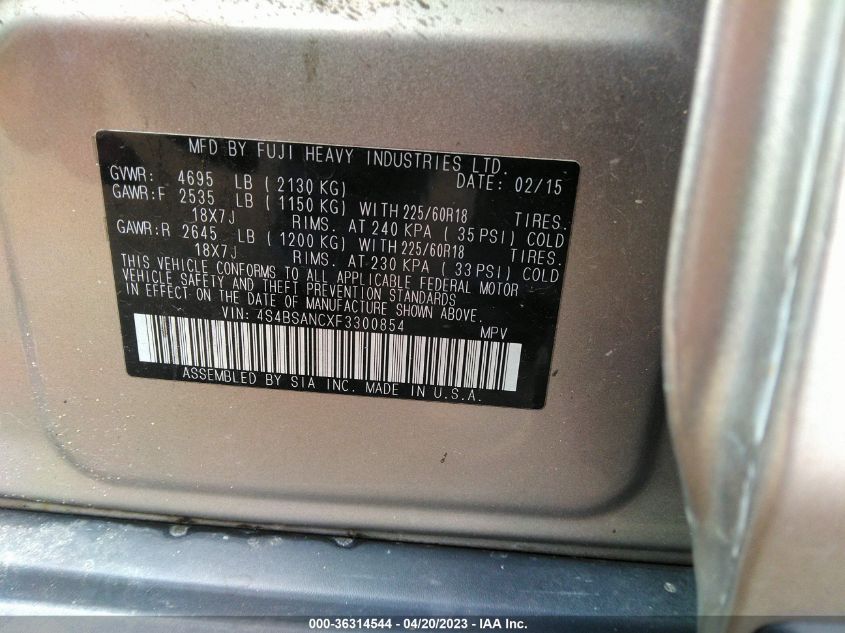 MFD BY FUJI HEAVY INDUSTRIES LTD.
GVWR: 4695 LB ( 2130 KG) DATE: 02/15
GAWR:F 2535 LB ( 1150 KG) WITH 225/60R18 TIRES.
18X7J RIMS. AT 240 KPA ( 35 PSI) COLD
GAWR:R 2645 LB ( 1200 KG) WITH 225/60R18 TIRES.
18X7J RIMS. AT 230 KPA ( 33 PSI) COLD
THIS VEHICLE CONFORMS TO ALL APPLICABLE FEDERAL MOTOR
VEHICLE SAFETY AND THEFT PREVENTION STANDARDS
IN EFFECT ON THE DATE OF MANUFACTURE SHOWN ABOVE.
VIN: 4S4BSANCXF3300854 MPV
ASSEMBLED BY SIA INC. MADE IN U.S.A.
000-36314544 - 04/20/2023 - IAA Inc.